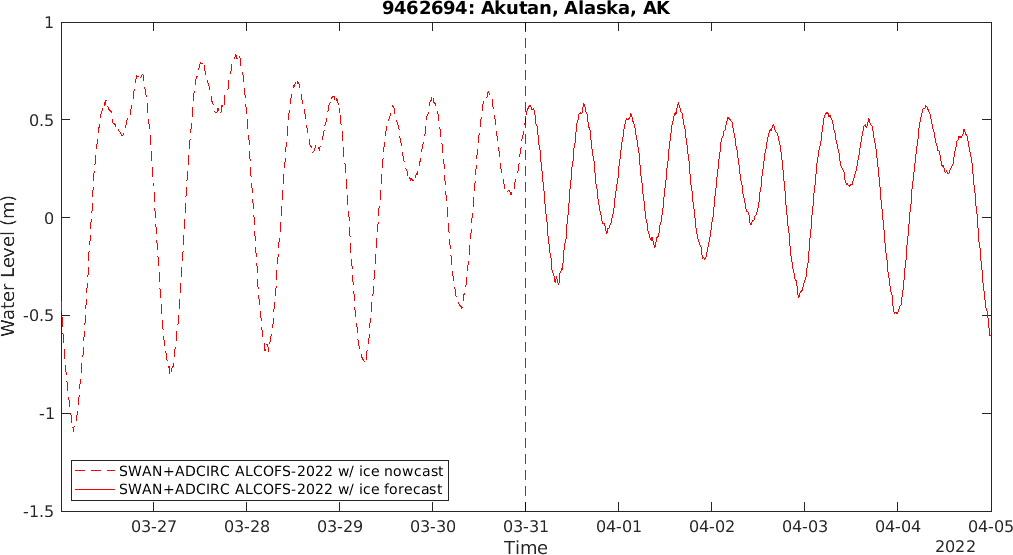 9462694: Akutan, Alaska, AK
Water Level (m)
1
0.5
0
-0.5
-1
-1.5
SWAN+ADCIRC ALCOFS-2022 w/ ice nowcast
SWAN+ADCIRC ALCOFS-2022 w/ ice forecast
03-27 03-28 03-29 03-30 03-31 04-01 04-02 04-03 04-04 04-05
Time
2022